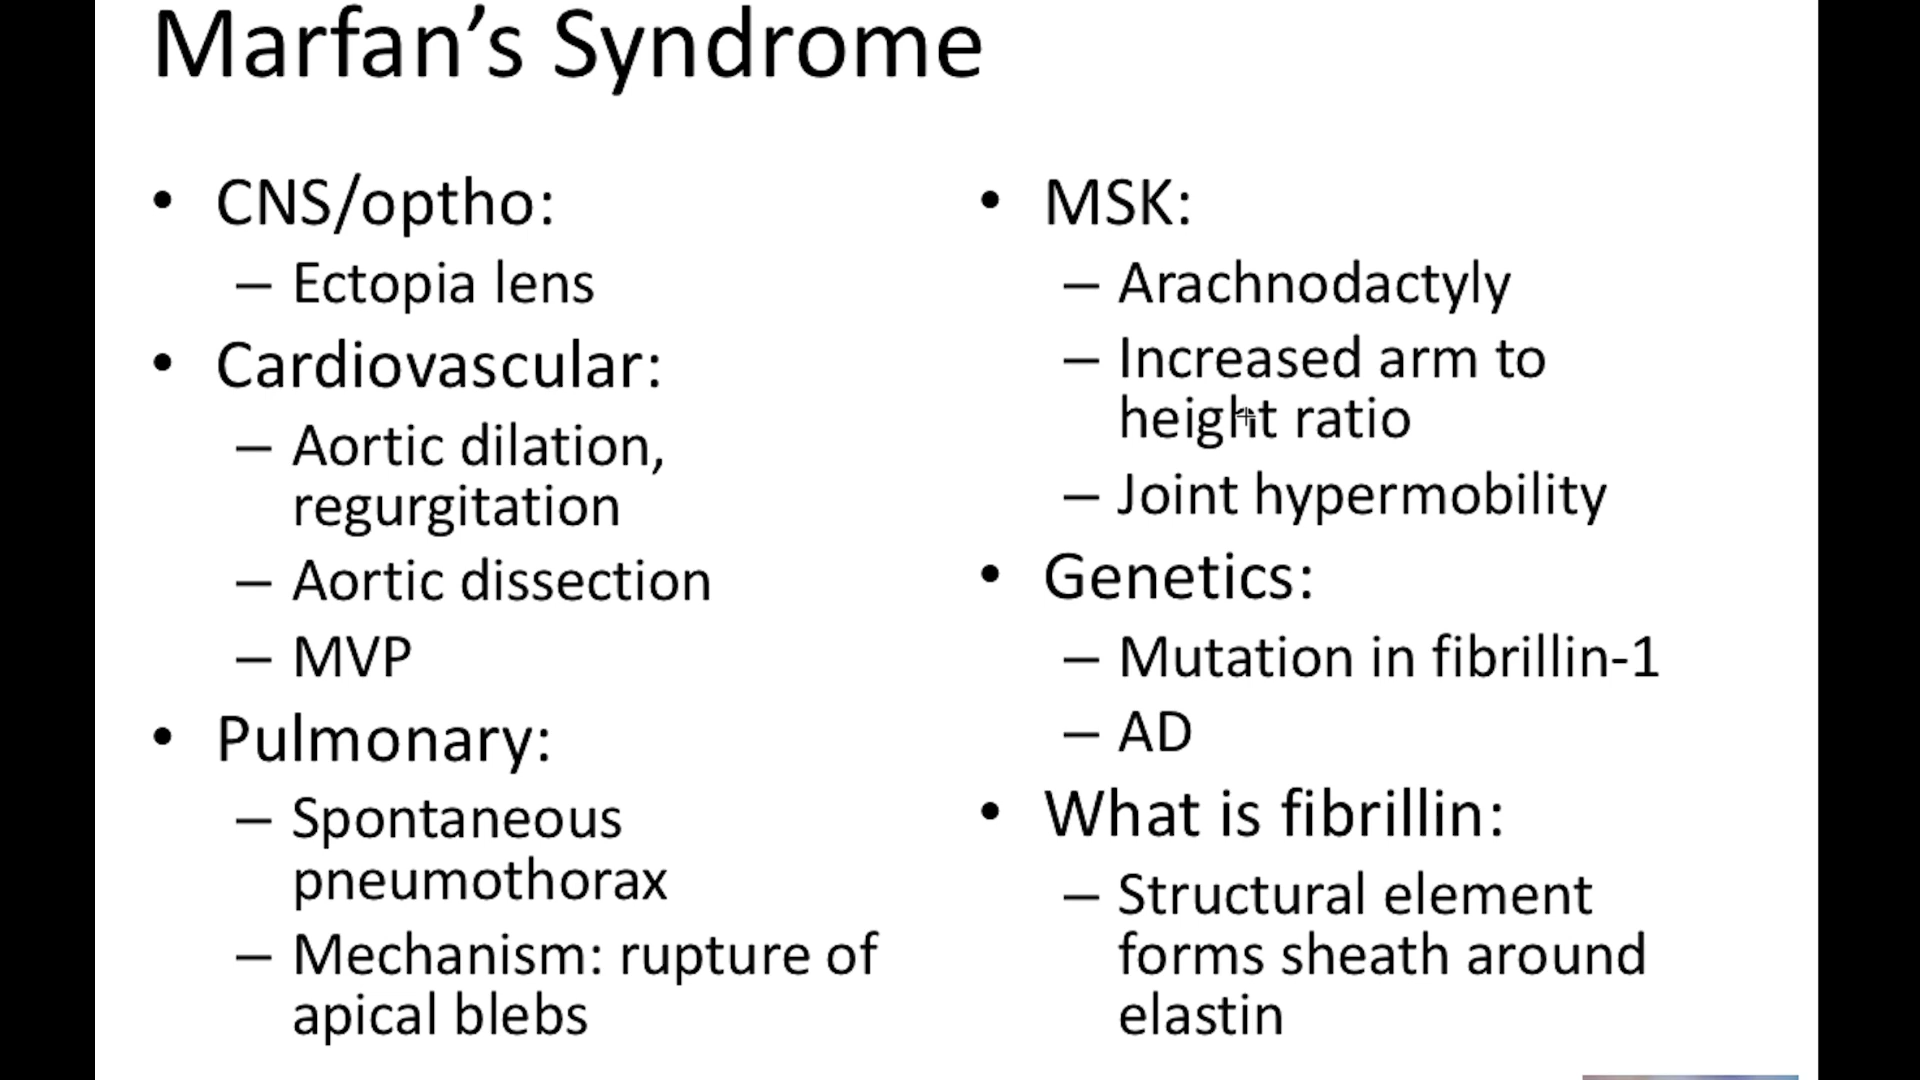 Marfan’s Syndrome
• CNS/optho:
– Ectopia lens
• Cardiovascular:
– Aortic dilation,
regurgitation
– Aortic dissection
– MVP
• Pulmonary:
– Spontaneous
pneumothorax
– Mechanism: rupture of
apical blebs
• MSK:
– Arachnodactyly
– Increased arm to
height ratio
– Joint hypermobility
• Genetics:
– Mutation in fibrillin-1
– AD
• What is fibrillin:
– Structural element
forms sheath around
elastin